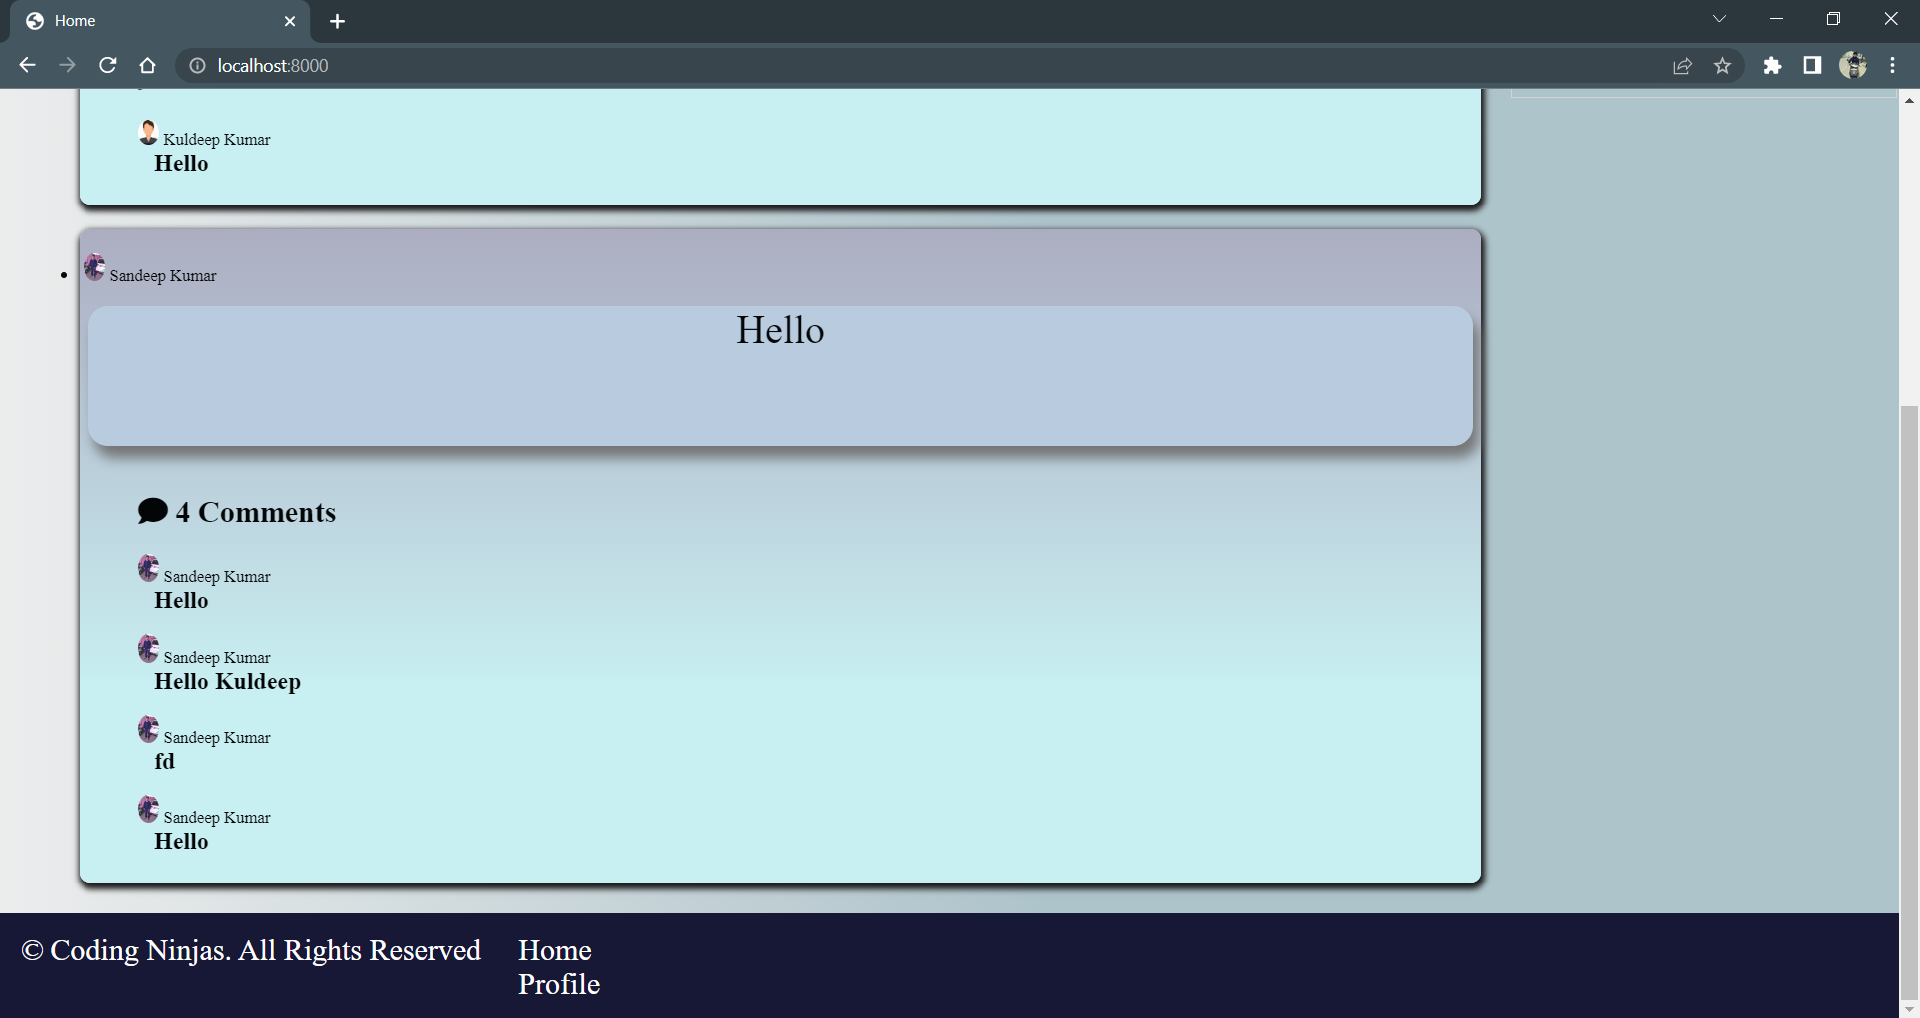 Home
localhost:8000
Kuldeep Kumar
Hello
Sandeep Kumar
Hello
4 Comments
Sandeep Kumar
Hello
Sandeep Kumar
Hello Kuldeep
Sandeep Kumar
fd
Sandeep Kumar
Hello
© Coding Ninjas. All Rights Reserved
Home
Profile